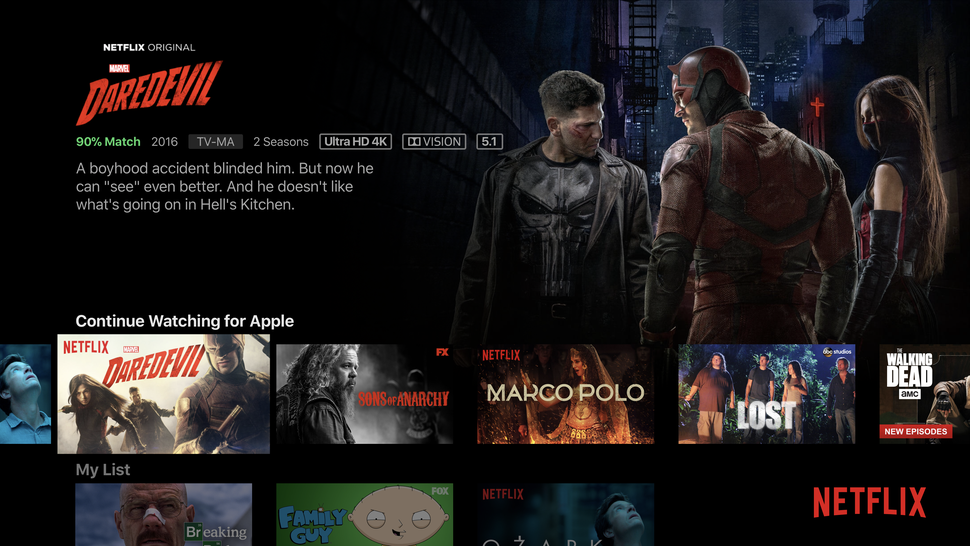 NETFLIX ORIGINAL
MARVEL
DAREDEVIL
90% Match 2016 TV-MA 2 Seasons Ultra HD 4K DOLBY VISION 5.1
A boyhood accident blinded him. But now he
can "see" even better. And he doesn't like
what's going on in Hell's Kitchen.
Continue Watching for Apple
NETFLIX
MARVEL
DAREDEVIL
FX
SONS OF ANARCHY
NETFLIX
MARCO POLO
abc studios
LOST
THE
WALKING
DEAD
amc
NEW EPISODES
My List
Breaking
FOX
FAMILY
GUY
NETFLIX
OZARK
NETFLIX